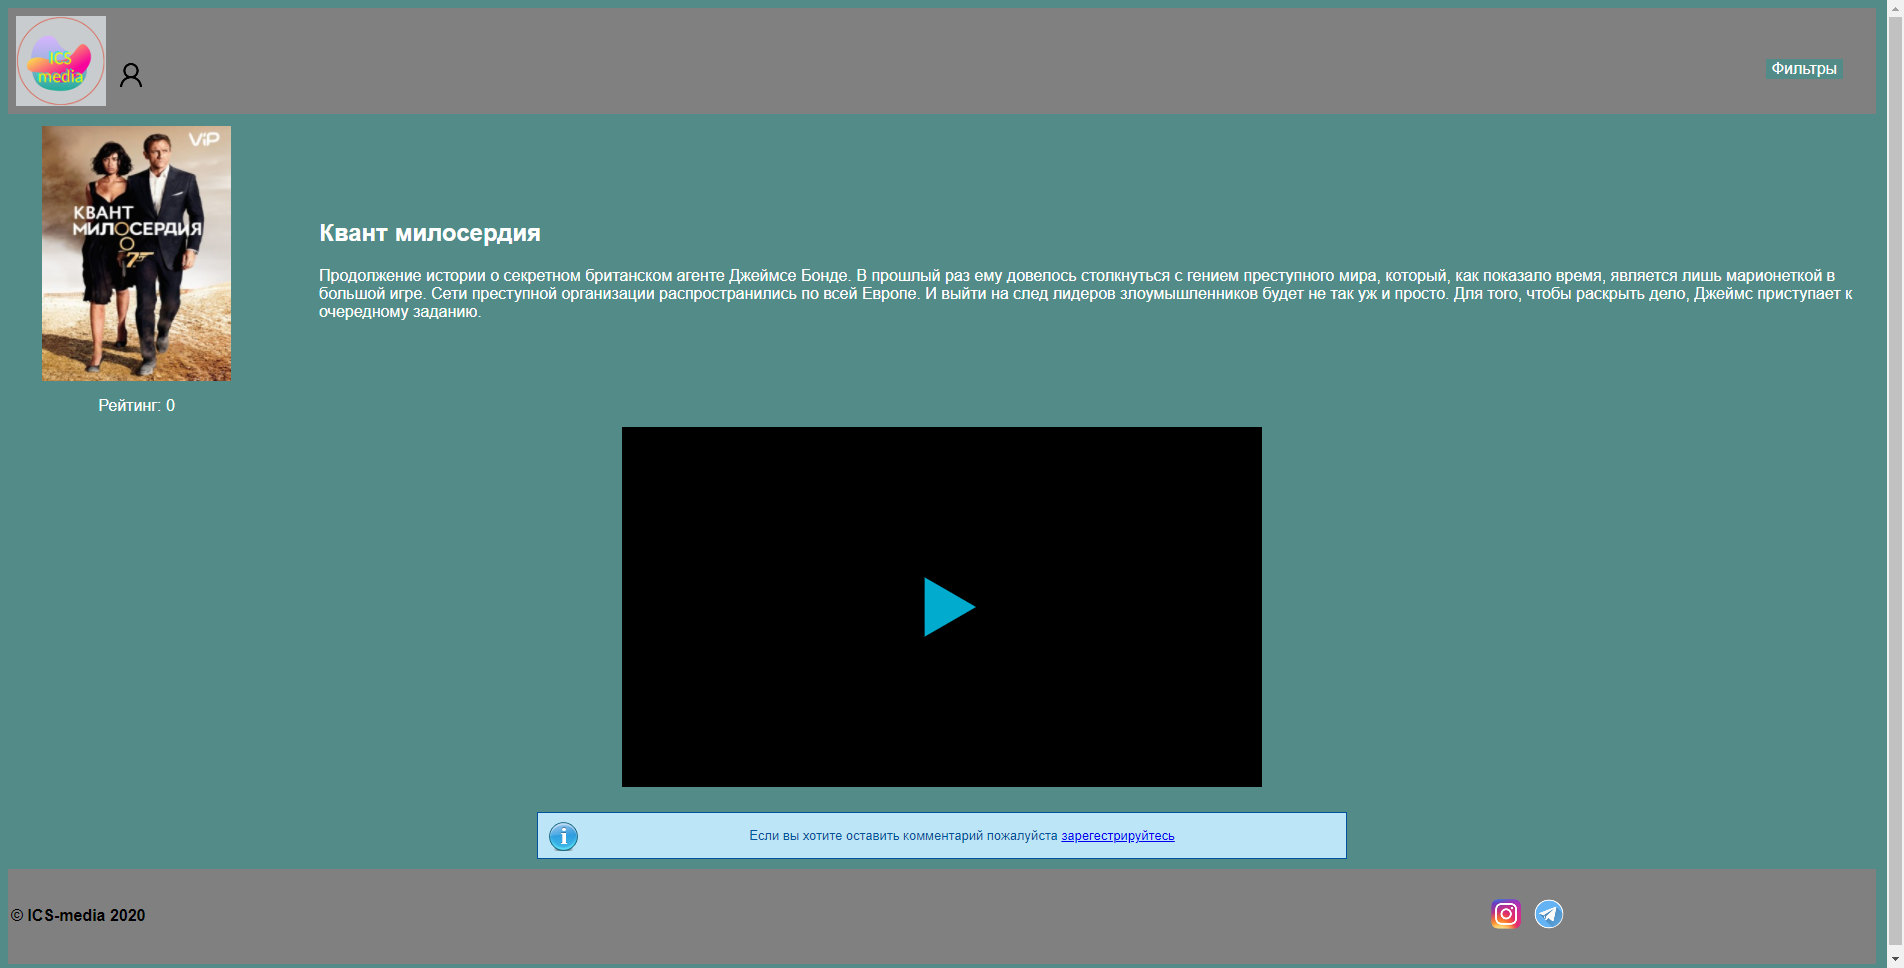 ICS
media
Фильтры
ViP
КВАНТ
МИЛОСЕРДИЯ
007
Рейтинг: 0
Квант милосердия
Продолжение истории о секретном британском агенте Джеймсе Бонде. В прошлый раз ему довелось столкнуться с гением преступного мира, который, как показало время, является лишь марионеткой в
большой игре. Сети преступной организации распространились по всей Европе. И выйти на след лидеров злоумышленников будет не так уж и просто. Для того, чтобы раскрыть дело, Джеймс приступает к
очередному заданию.
Если вы хотите оставить комментарий пожалуйста зарегестрируйтесь
© ICS-media 2020